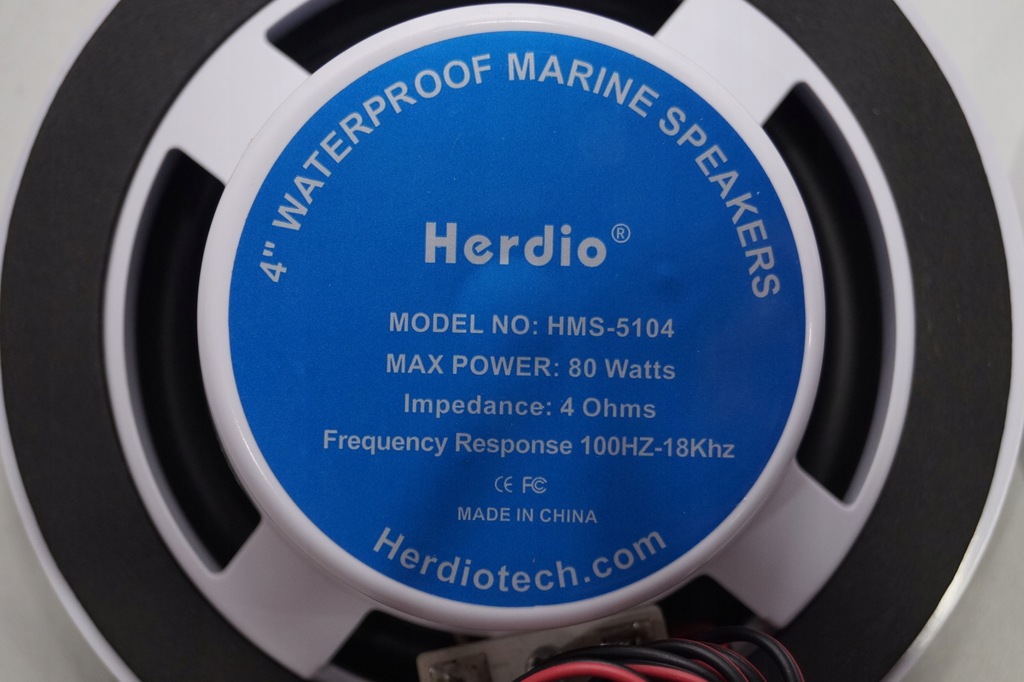 4" WATERPROOF MARINE SPEAKERS
Herdio®
MODEL NO: HMS-5104
MAX POWER: 80 Watts
Impedance: 4 Ohms
Frequency Response 100HZ-18Khz
CE FC
MADE IN CHINA
Herdiotech.com